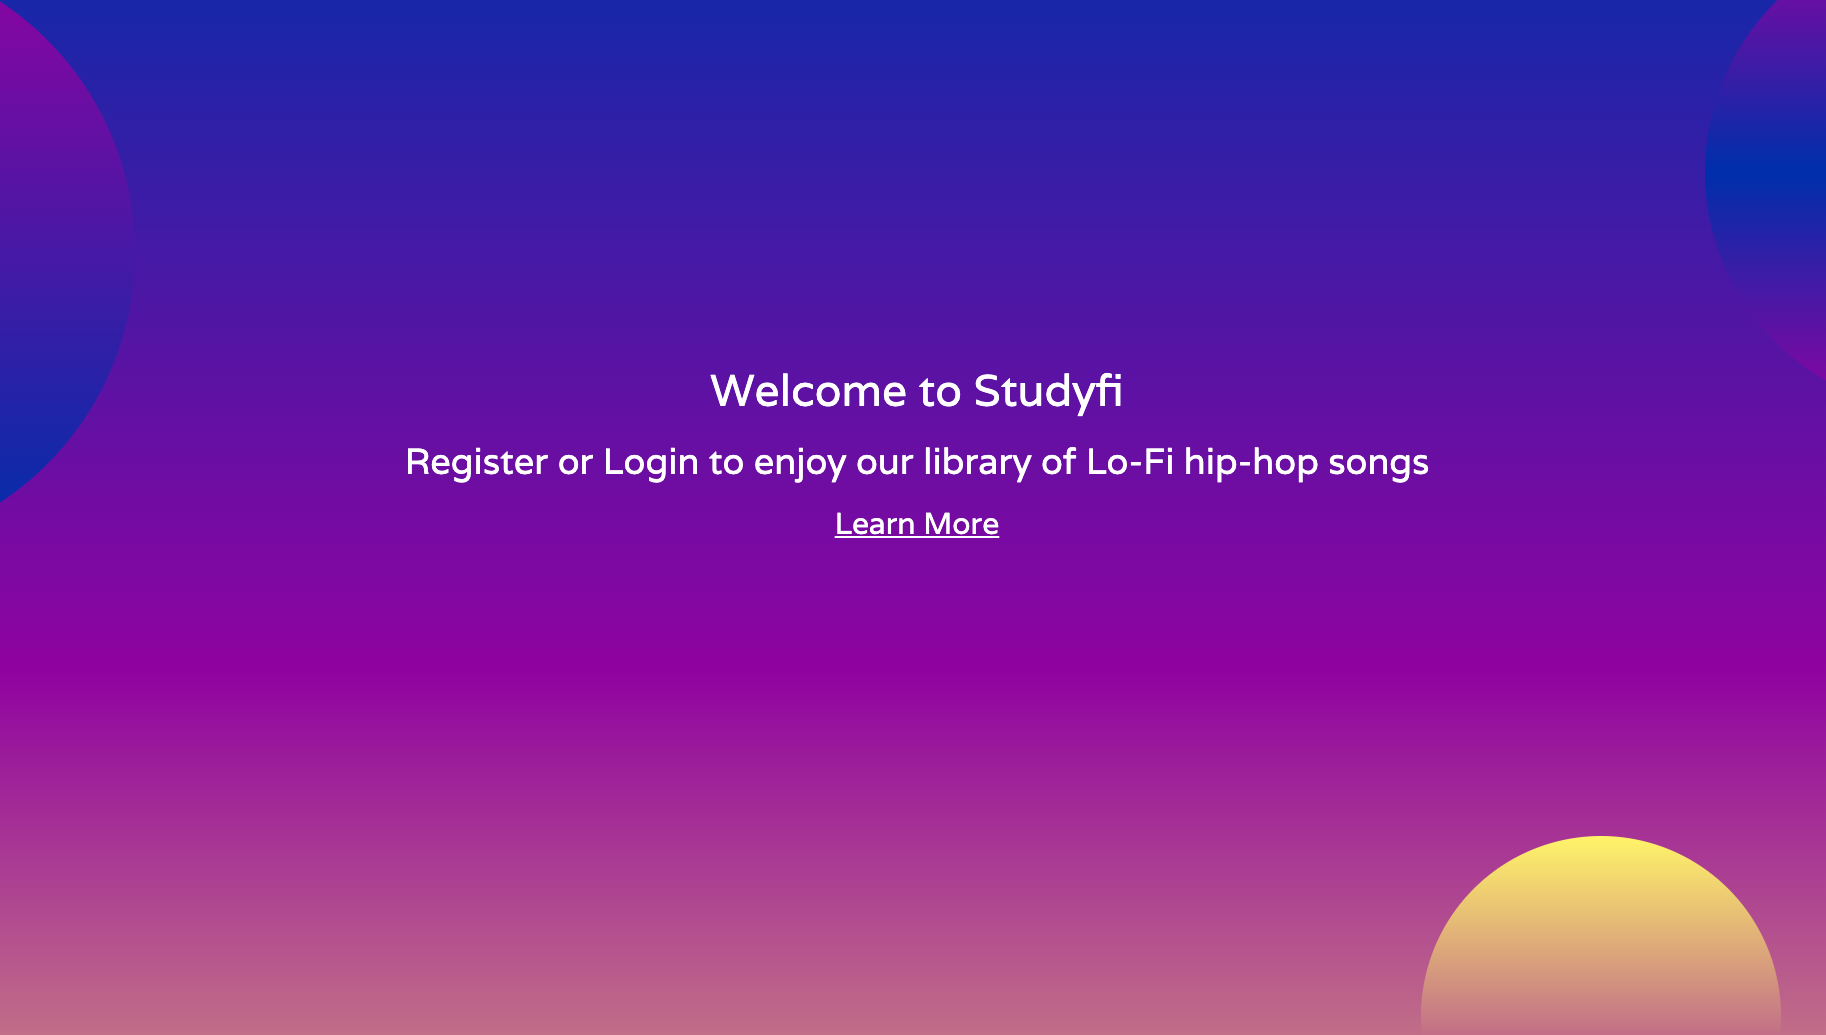 Welcome to Studyfi
Register or Login to enjoy our library of Lo-Fi hip-hop songs
Learn More